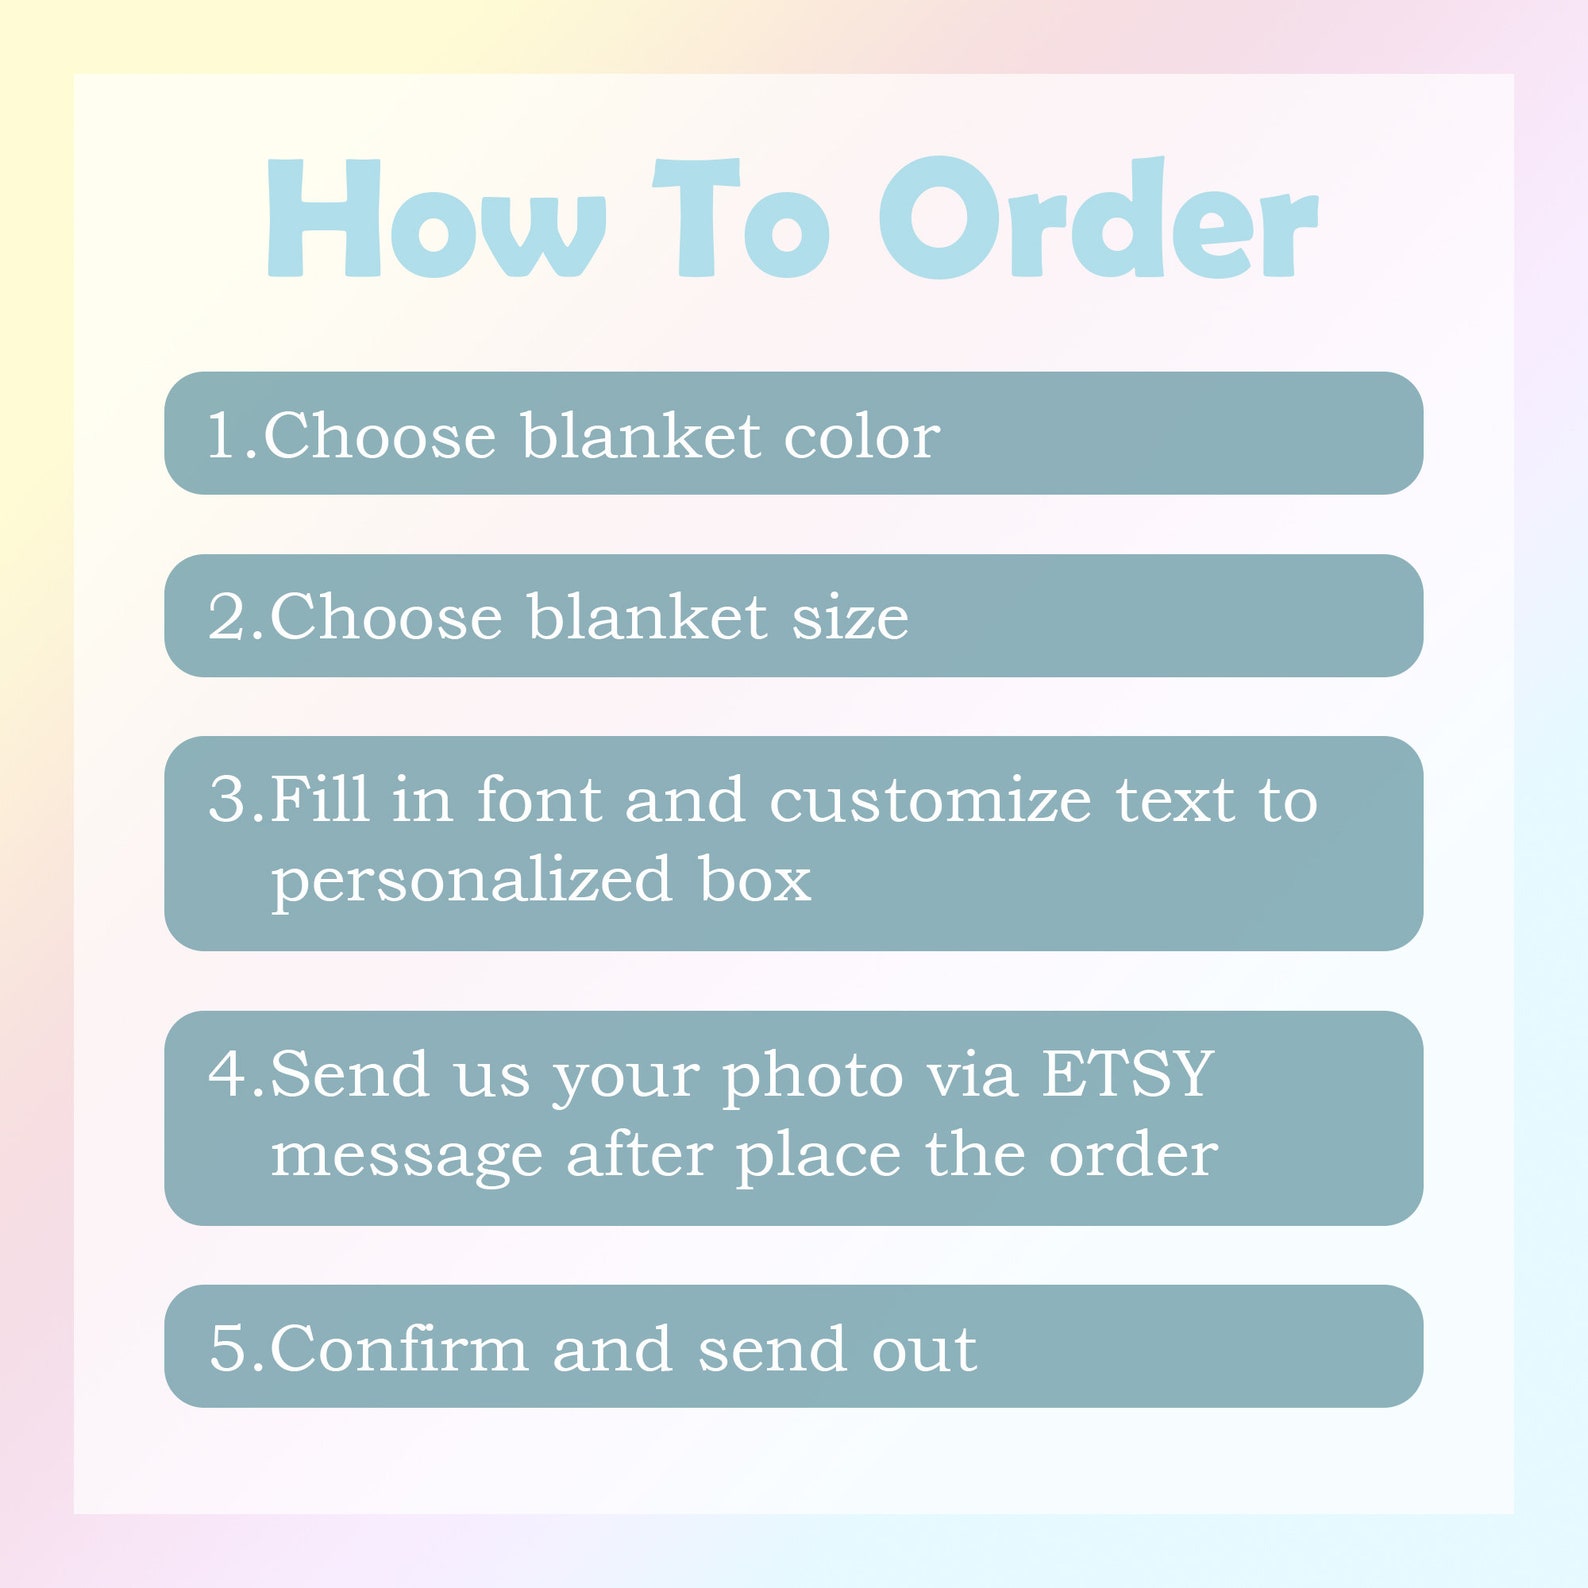 How To Order
1.Choose blanket color
2.Choose blanket size
3.Fill in font and customize text to
personalized box
4.Send us your photo via ETSY
message after place the order
5.Confirm and send out